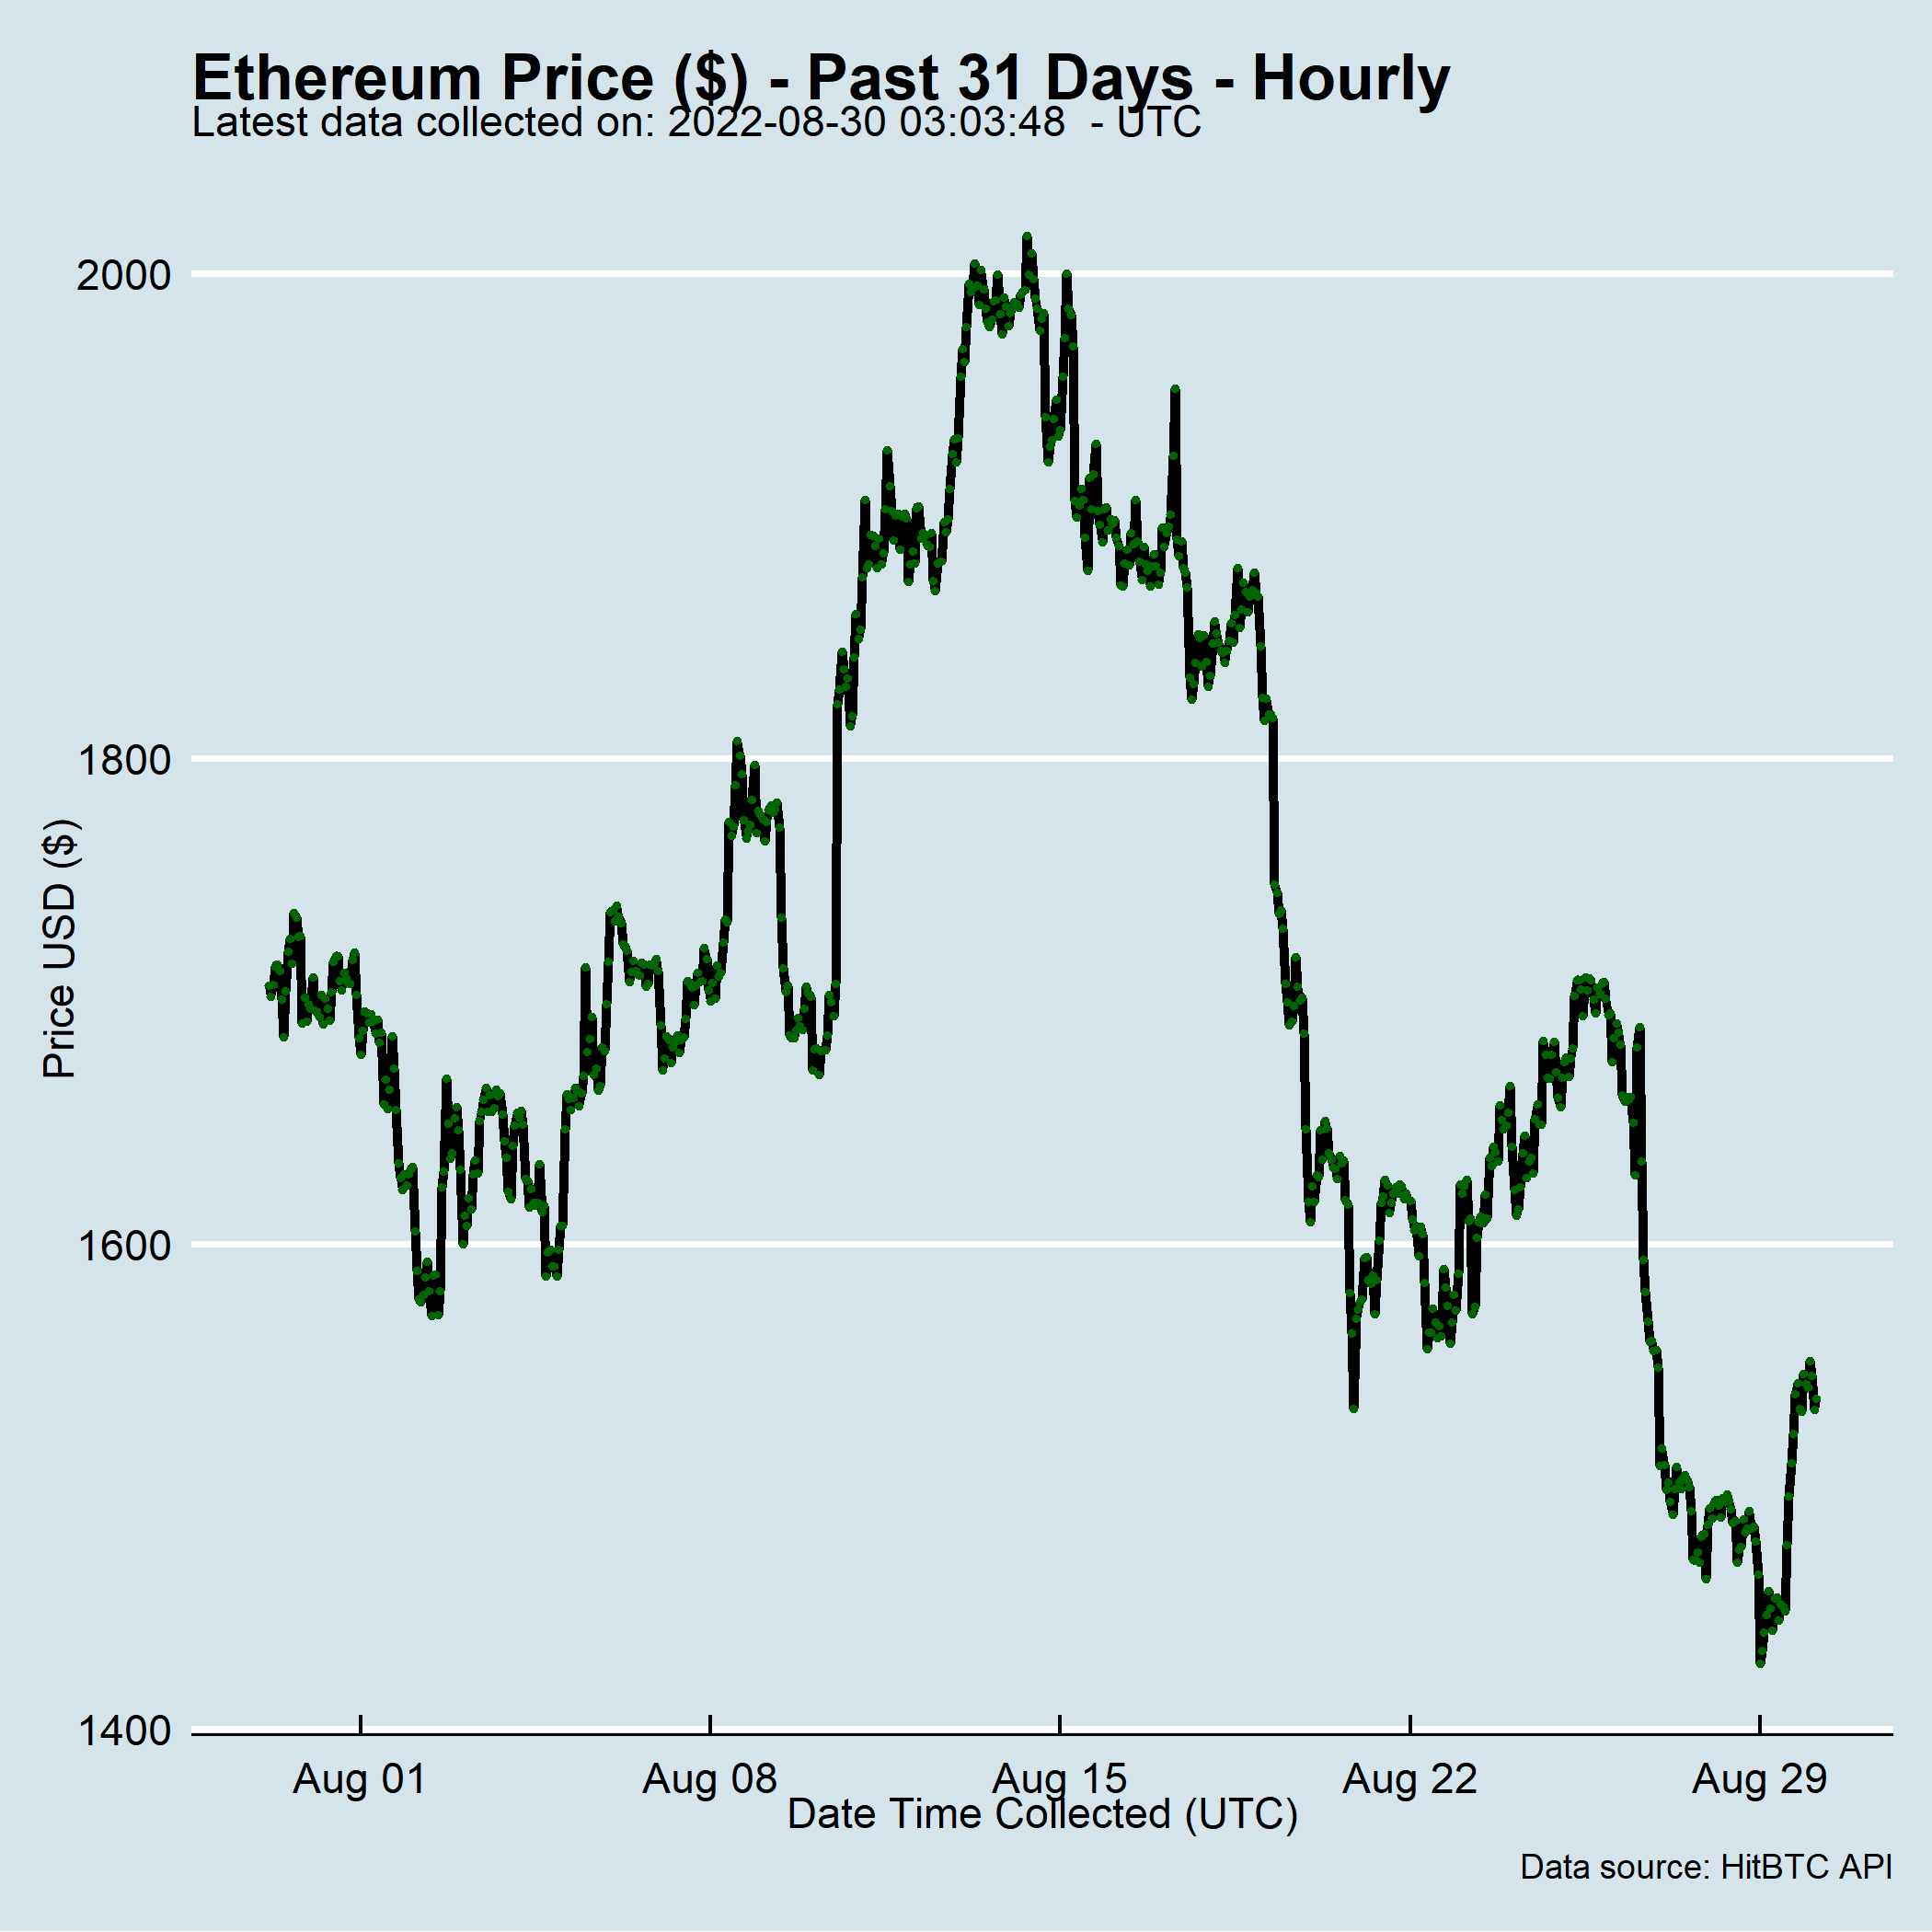 Ethereum Price ($) - Past 31 Days - Hourly
Latest data collected on: 2022-08-30 03:03:48  - UTC
2000
1800
1600
1400
Price USD ($)
Aug 01 Aug 08 Aug 15 Aug 22 Aug 29
Date Time Collected (UTC)
Data source: HitBTC API